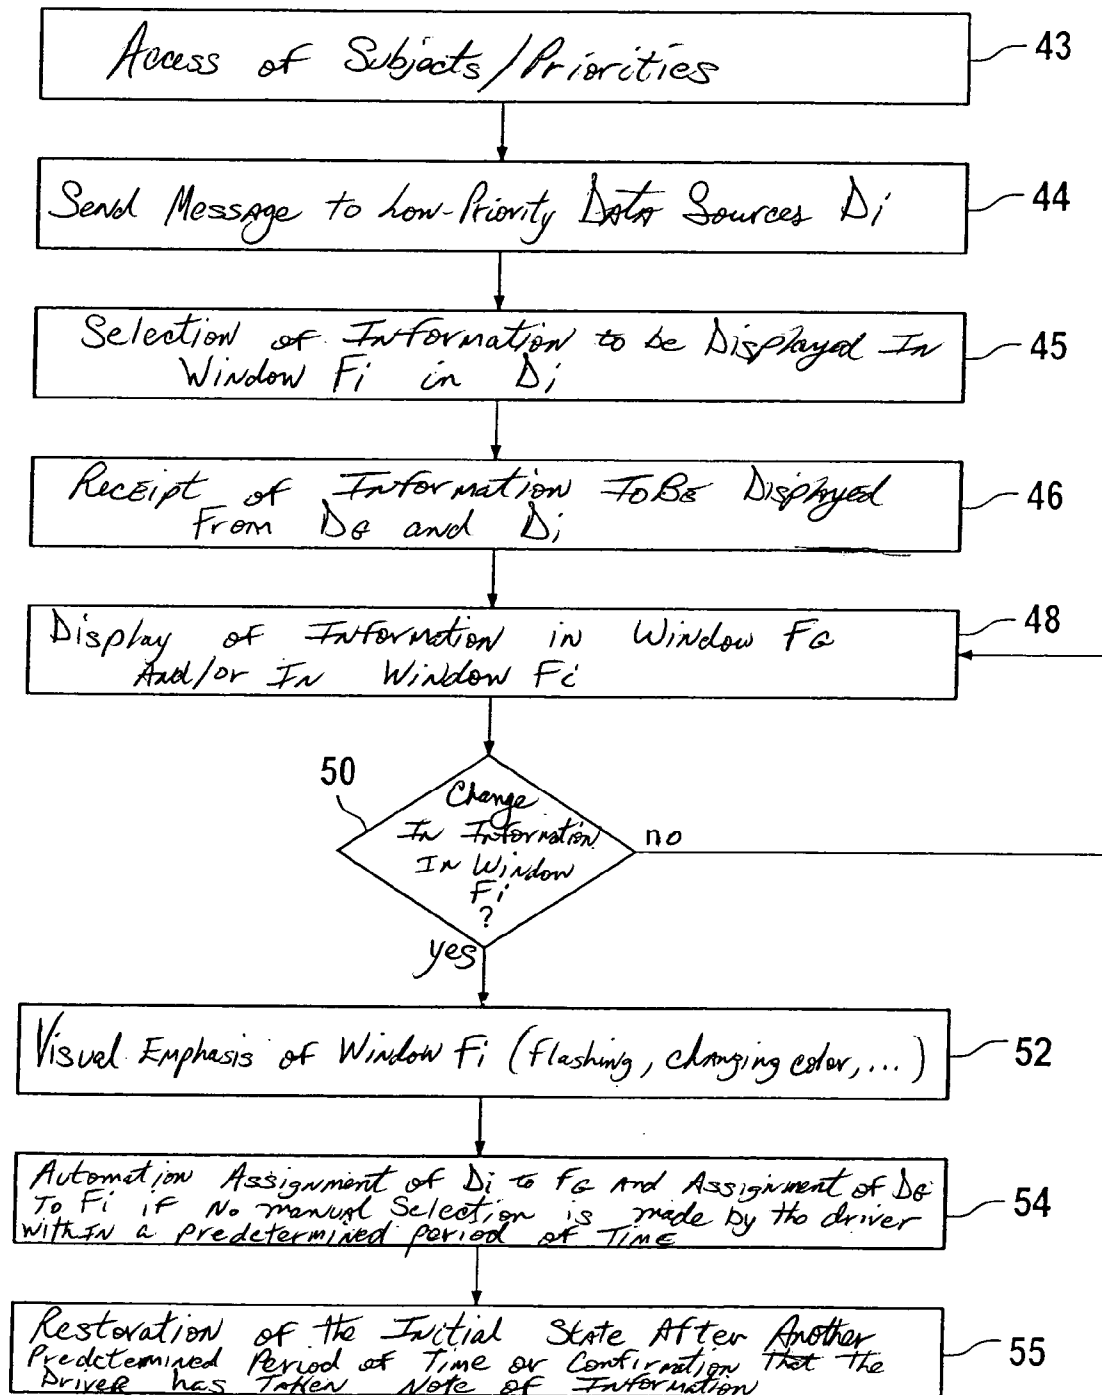 Access of Subjects/Priorities
43
Send Message to Low-Priority Data Sources Di
44
Selection of Information to be Displayed In
Window Fi in Di
45
Receipt of Information To Be Displayed
From DG and Di
46
Display of Information in Window FG
And/or In Window Fi
48
50
Change
In Information
In Window
Fi
?
no
yes
Visual Emphasis of Window Fi (flashing, changing color, ...)
52
Automation Assignment of Di to FG And Assignment of DG
To Fi if No manual Selection is made by the driver
within a predetermined period of Time
54
Restoration of the Initial State After Another
Predetermined Period of Time or Confirmation That the
Driver has Taken Note of Information
55